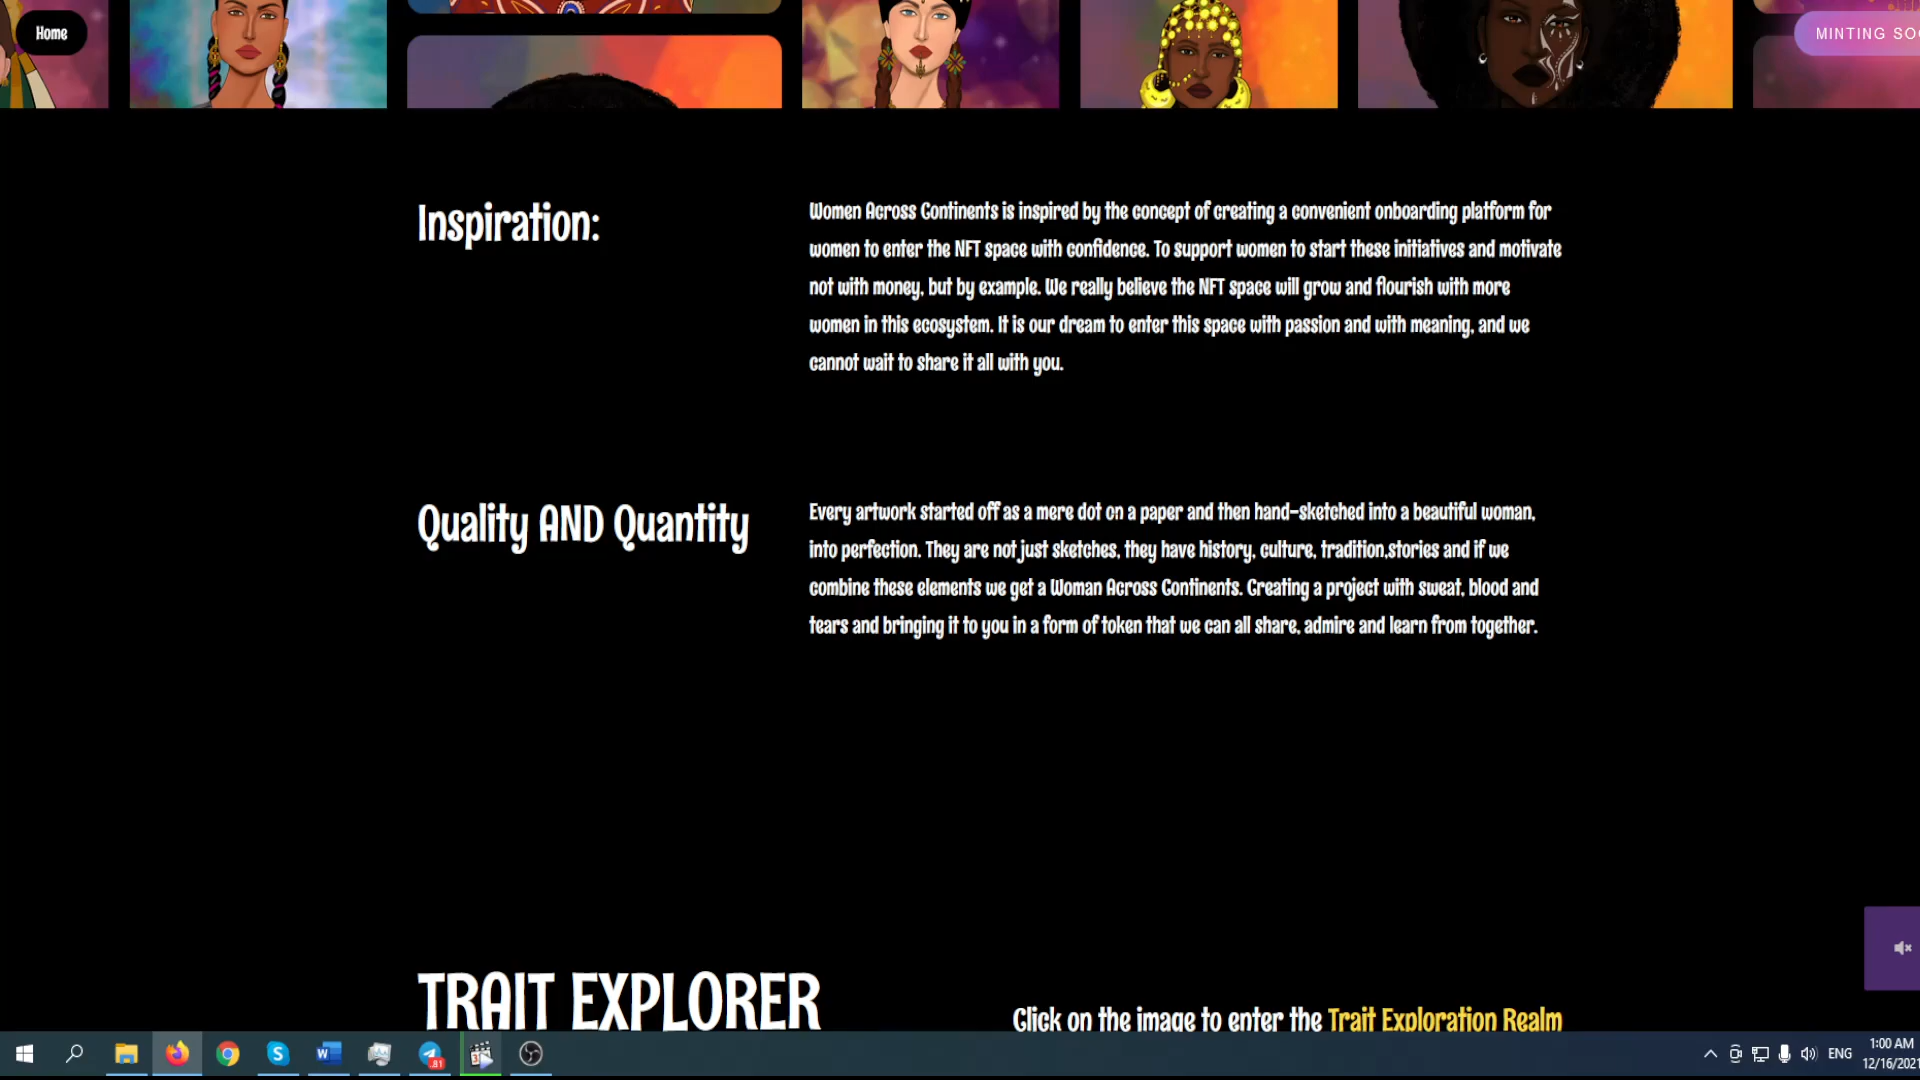 Home
MINTING SOO
Inspiration:
Women Across Continents is inspired by the concept of creating a convenient onboarding platform for
women to enter the NFT space with confidence. To support women to start these initiatives and motivate
not with money, but by example. We really believe the NFT space will grow and flourish with more
women in this ecosystem. It is our dream to enter this space with passion and with meaning, and we
cannot wait to share it all with you.
Quality AND Quantity
Every artwork started off as a mere dot on a paper and then hand-sketched into a beautiful woman,
into perfection. They are not just sketches, they have history, culture, tradition,stories and if we
combine these elements we get a Woman Across Continents. Creating a project with sweat, blood and
tears and bringing it to you in a form of token that we can all share, admire and learn from together.
TRAIT EXPLORER
Click on the image to enter the Trait Exploration Realm
81
ENG
1:00 AM
12/16/2021